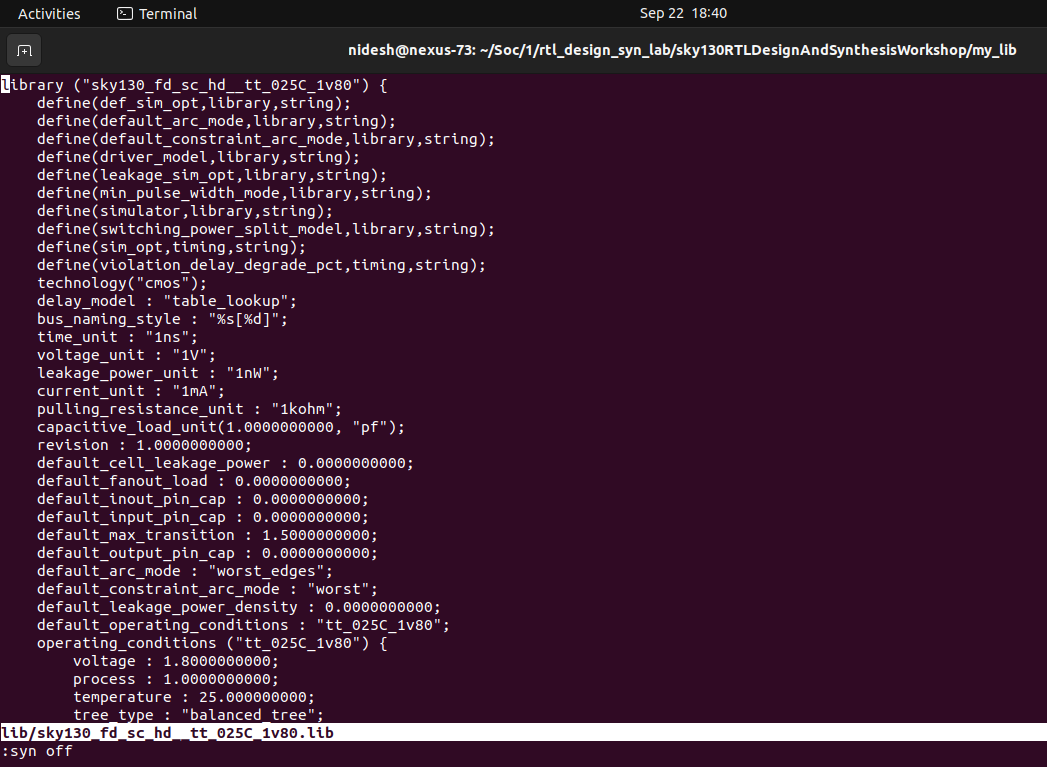 Activities Terminal Sep 22 18:40
nidesh@nexus-73: ~/Soc/1/rtl_design_syn_lab/sky130RTLDesignAndSynthesisWorkshop/my_lib
library ("sky130_fd_sc_hd__tt_025C_1v80") {
    define(def_sim_opt,library,string);
    define(default_arc_mode,library,string);
    define(default_constraint_arc_mode,library,string);
    define(driver_model,library,string);
    define(leakage_sim_opt,library,string);
    define(min_pulse_width_mode,library,string);
    define(simulator,library,string);
    define(switching_power_split_model,library,string);
    define(sim_opt,timing,string);
    define(violation_delay_degrade_pct,timing,string);
    technology("cmos");
    delay_model : "table_lookup";
    bus_naming_style : "%s[%d]";
    time_unit : "1ns";
    voltage_unit : "1V";
    leakage_power_unit : "1nW";
    current_unit : "1mA";
    pulling_resistance_unit : "1kohm";
    capacitive_load_unit(1.0000000000, "pf");
    revision : 1.0000000000;
    default_cell_leakage_power : 0.0000000000;
    default_fanout_load : 0.0000000000;
    default_inout_pin_cap : 0.0000000000;
    default_input_pin_cap : 0.0000000000;
    default_max_transition : 1.5000000000;
    default_output_pin_cap : 0.0000000000;
    default_arc_mode : "worst_edges";
    default_constraint_arc_mode : "worst";
    default_leakage_power_density : 0.0000000000;
    default_operating_conditions : "tt_025C_1v80";
    operating_conditions ("tt_025C_1v80") {
        voltage : 1.8000000000;
        process : 1.0000000000;
        temperature : 25.000000000;
        tree_type : "balanced_tree";
lib/sky130_fd_sc_hd__tt_025C_1v80.lib
:syn off